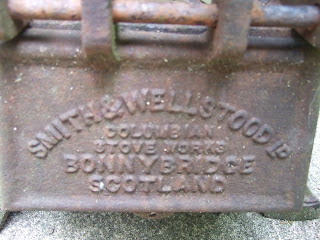 SMITH & WELLSTOOD LD
COLUMBIAN
STOVE WORKS
BONNYBRIDGE
SCOTLAND